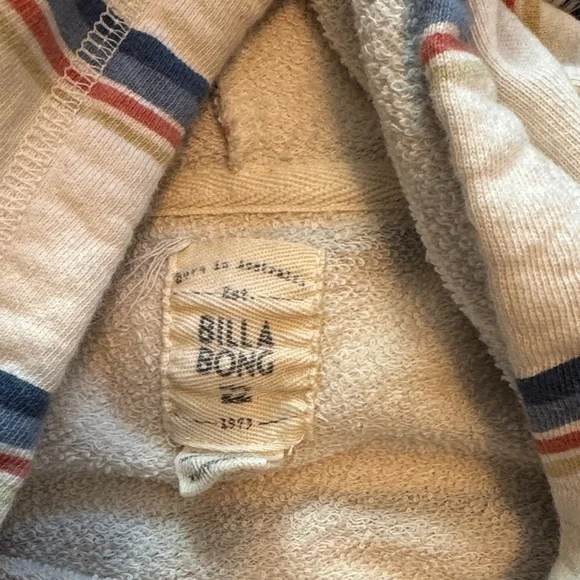 Born in Australia.
Est.
BILLA
BONG
1973